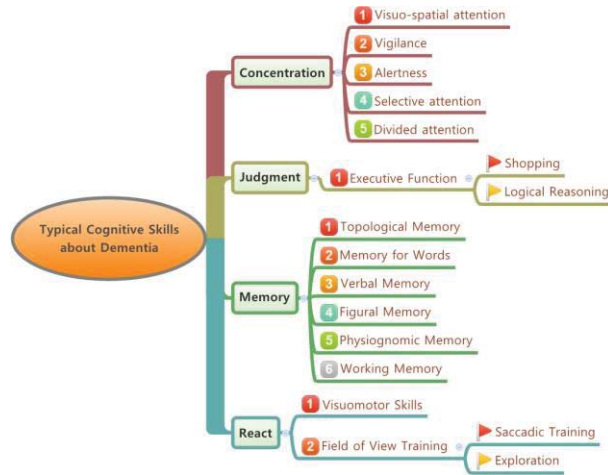 Typical Cognitive Skills
about Dementia
Concentration
1 Visuo-spatial attention
2 Vigilance
3 Alertness
4 Selective attention
5 Divided attention
Judgment
1 Executive Function
Shopping
Logical Reasoning
Memory
1 Topological Memory
2 Memory for Words
3 Verbal Memory
4 Figural Memory
5 Physiognomic Memory
6 Working Memory
React
1 Visuomotor Skills
2 Field of View Training
Saccadic Training
Exploration